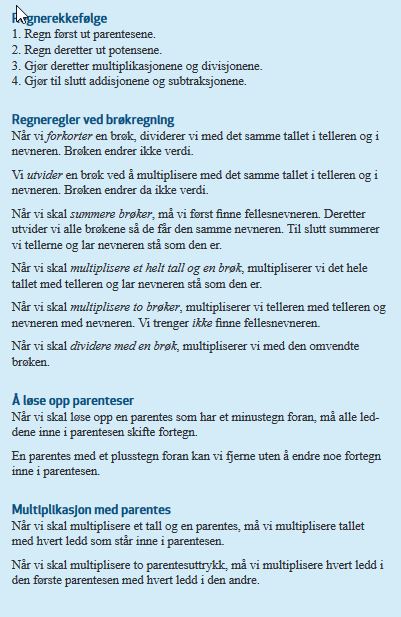 Regnerekkefølge
1. Regn først ut parentesene.
2. Regn deretter ut potensene.
3. Gjør deretter multiplikasjonene og divisjonene.
4. Gjør til slutt addisjonene og subtraksjonene.
Regneregler ved brøkregning
Når vi forkorter en brøk, dividerer vi med det samme tallet i telleren og i
nevneren. Brøken endrer ikke verdi.
Vi utvider en brøk ved å multiplisere med det samme tallet i telleren og i
nevneren. Brøken endrer da ikke verdi.
Når vi skal summere brøker, må vi først finne fellesnevneren. Deretter
utvider vi alle brøkene så de får den samme nevneren. Til slutt summerer
vi tellerne og lar nevneren stå som den er.
Når vi skal multiplisere et helt tall og en brøk, multipliserer vi det hele
tallet med telleren og lar nevneren stå som den er.
Når vi skal multiplisere to brøker, multipliserer vi telleren med telleren og
nevneren med nevneren. Vi trenger ikke finne fellesnevneren.
Når vi skal dividere med en brøk, multipliserer vi med den omvendte
brøken.
Å løse opp parenteser
Når vi skal løse opp en parentes som har et minustegn foran, må alle led-
dene inne i parentesen skifte fortegn.
En parentes med et plusstegn foran kan vi fjerne uten å endre noe fortegn
inne i parentesen.
Multiplikasjon med parentes
Når vi skal multiplisere et tall og en parentes, må vi multiplisere tallet
med hvert ledd som står inne i parentesen.
Når vi skal multiplisere to parentesuttrykk, må vi multiplisere hvert ledd i
den første parentesen med hvert ledd i den andre.